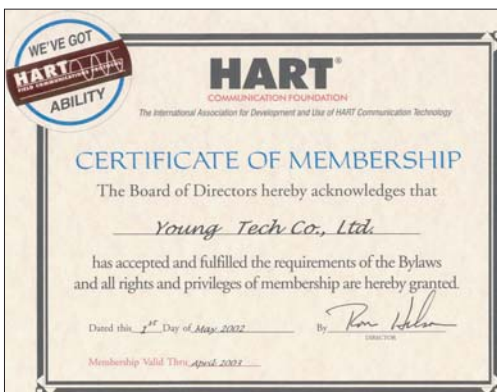 WE'VE GOT
HART
FIELD COMMUNICATIONS PROTOCOL
ABILITY
HART®
COMMUNICATION FOUNDATION
The International Association for Development and Use of HART Communication Technology
CERTIFICATE OF MEMBERSHIP
The Board of Directors hereby acknowledges that
Young Tech Co., Ltd.
has accepted and fulfilled the requirements of the Bylaws
and all rights and privileges of membership are hereby granted.
Dated this 1st Day of May 2002 By
DIRECTOR
Membership Valid Thru April 2003